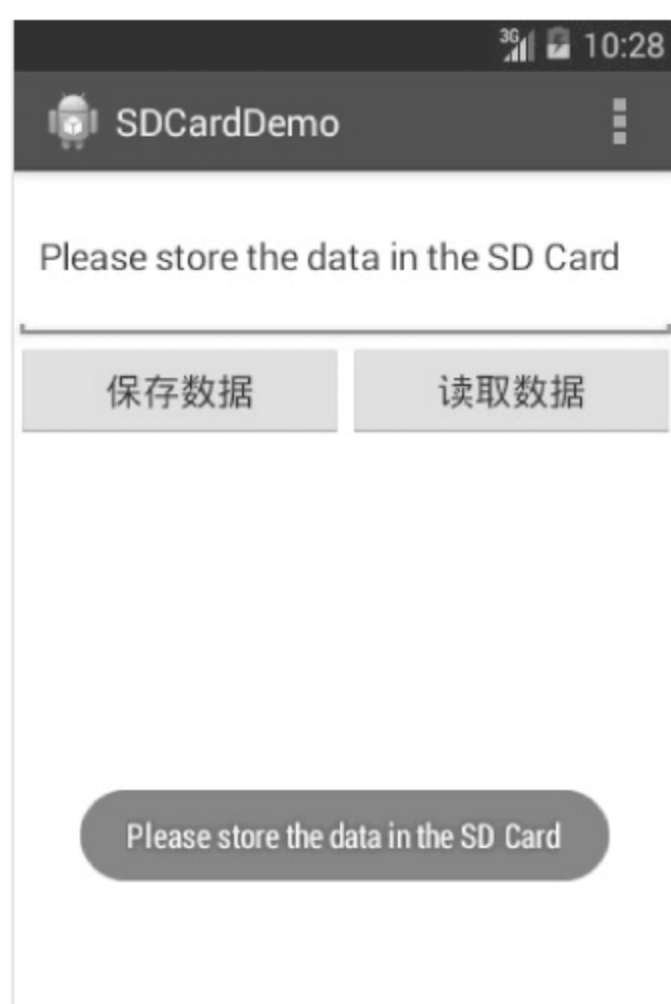 3G 10:28
SDCardDemo
Please store the data in the SD Card
保存数据 读取数据
Please store the data in the SD Card